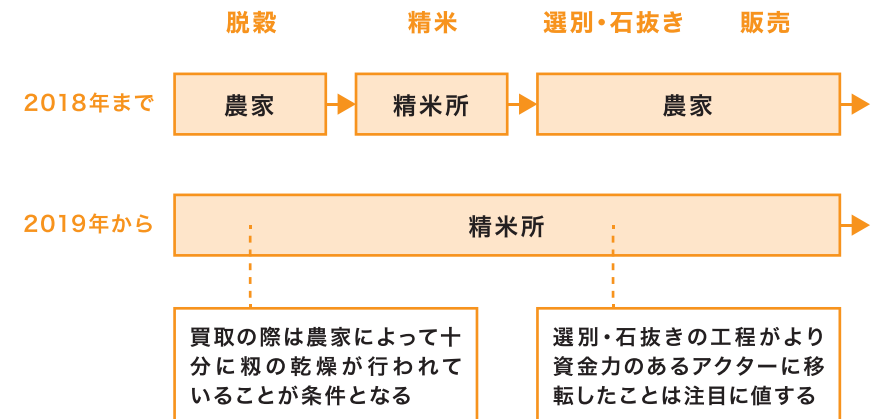 脱穀 精米 選別・石抜き 販売
2018年まで 農家 精米所 農家
2019年から 精米所
買取の際は農家によって十
分に籾の乾燥が行われて
いることが条件となる
選別・石抜きの工程がより
資金力のあるアクターに移
転したことは注目に値する